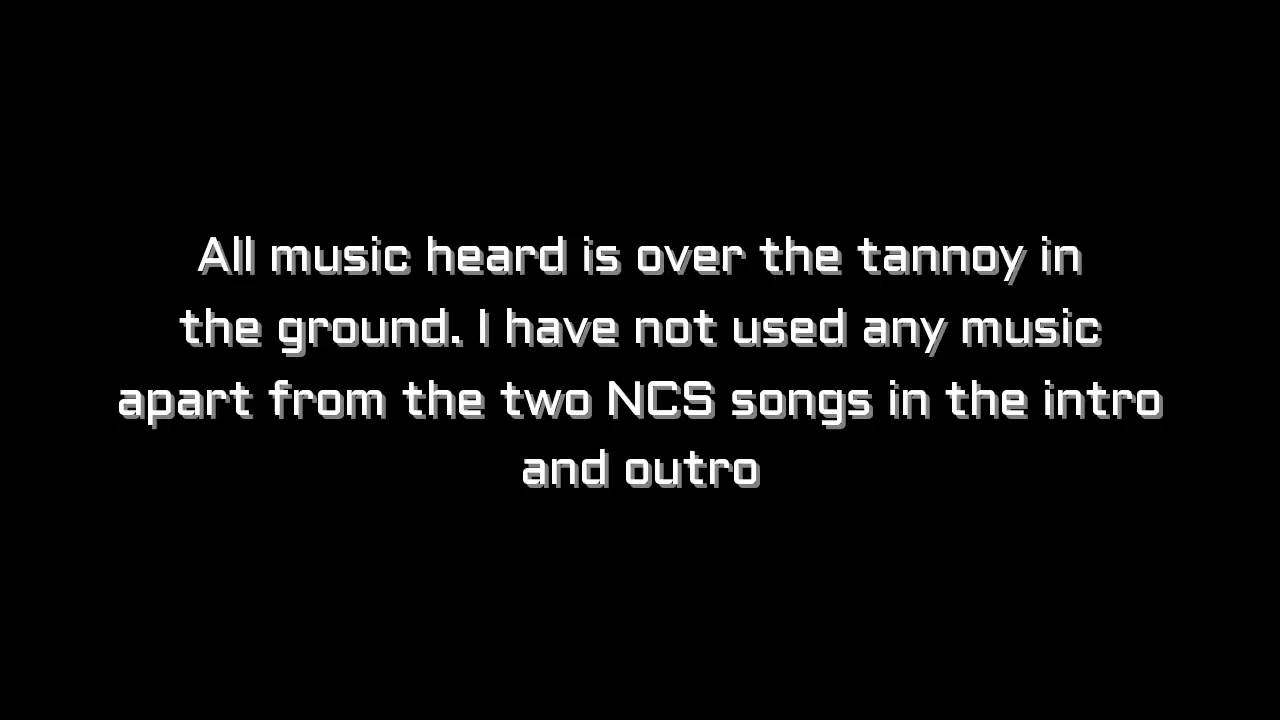 All music heard is over the tannoy in
the ground. I have not used any music
apart from the two NCS songs in the intro
and outro